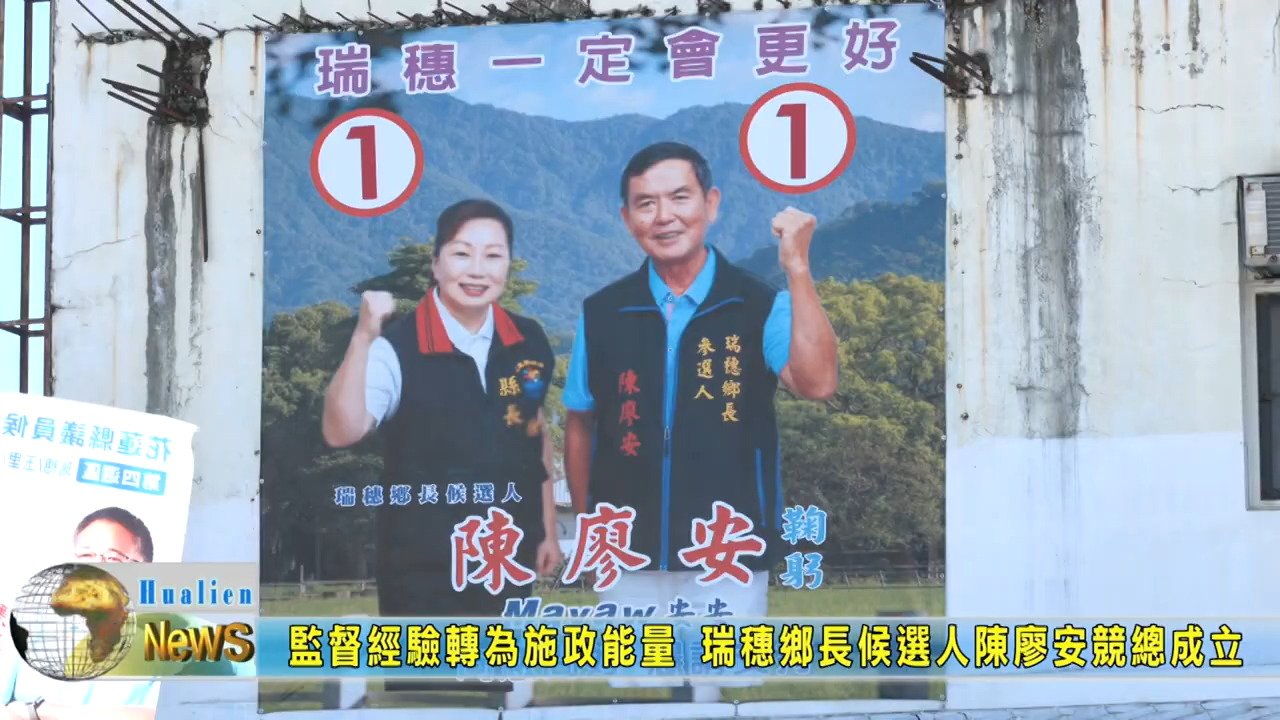 瑞穗一定會更好
1
1
瑞穗鄉長
參選人
陳廖安
縣長
瑞穗鄉長候選人
陳廖安
鞠躬
Mayaw
花蓮縣議員候
第四選區
Hualien
News
監督經驗轉為施政能量 瑞穗鄉長候選人陳廖安競總成立